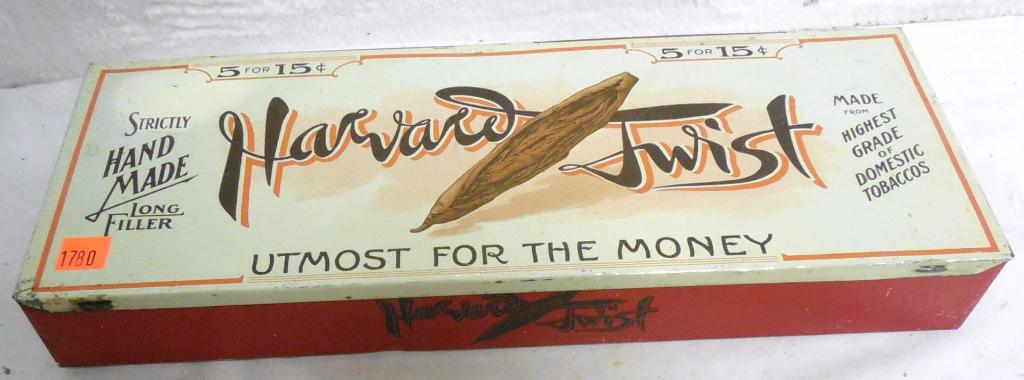 5 FOR 15¢
5 FOR 15¢
STRICTLY
HAND
MADE
LONG
FILLER
Harvard Twist
MADE
FROM
HIGHEST
GRADE
OF
DOMESTIC
TOBACCOS
UTMOST FOR THE MONEY
1780
Harvard Twist